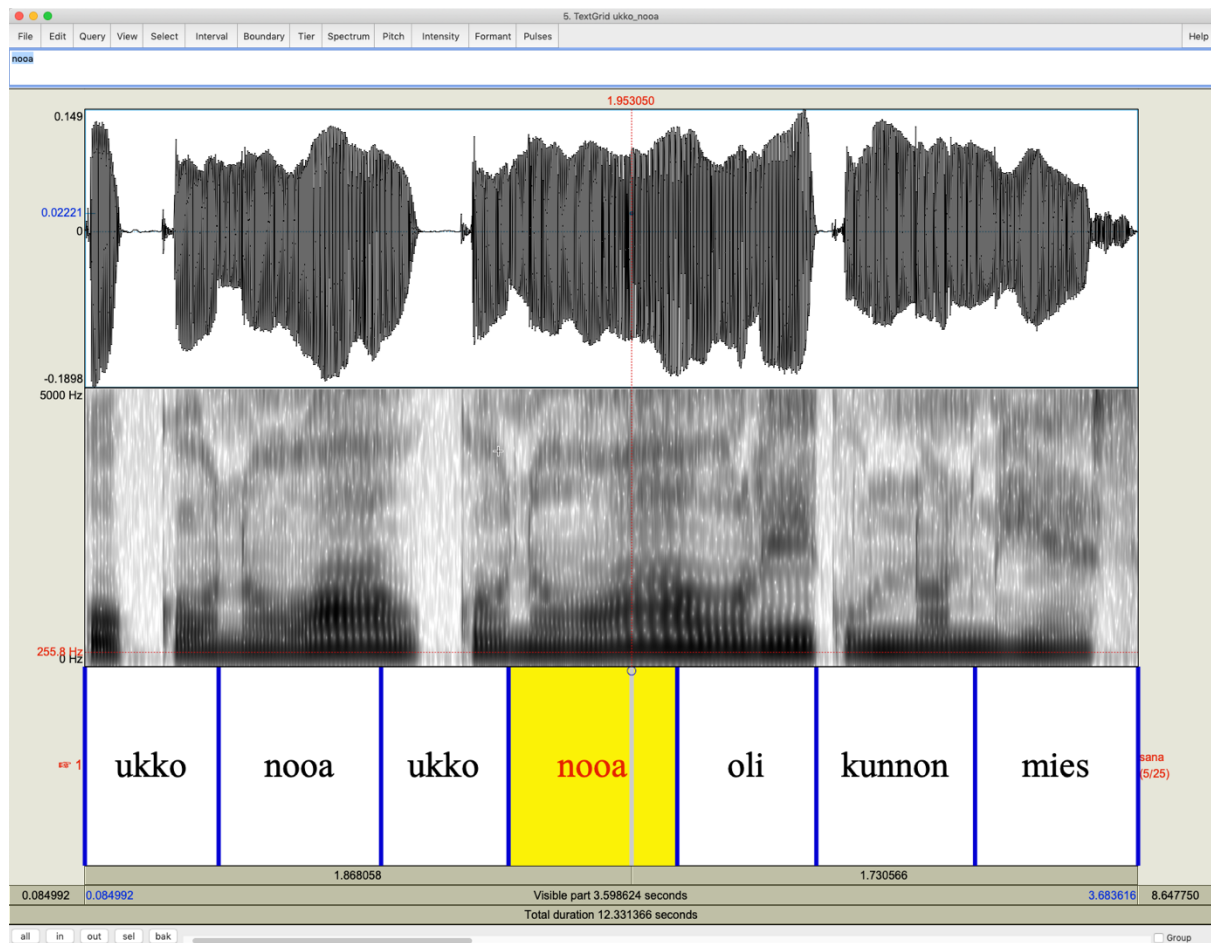 5. TextGrid ukko_nooa
File Edit Query View Select Interval Boundary Tier Spectrum Pitch Intensity Formant Pulses Help
nooa
1.953050
0.149
0.02221
0
-0.1898
5000 Hz
255.8 Hz
0 Hz
☞ 1 ukko nooa ukko nooa oli kunnon mies sana
(5/25)
1.868058 1.730566
0.084992 0.084992 Visible part 3.598624 seconds 3.683616 8.647750
Total duration 12.331366 seconds
all in out sel bak Group